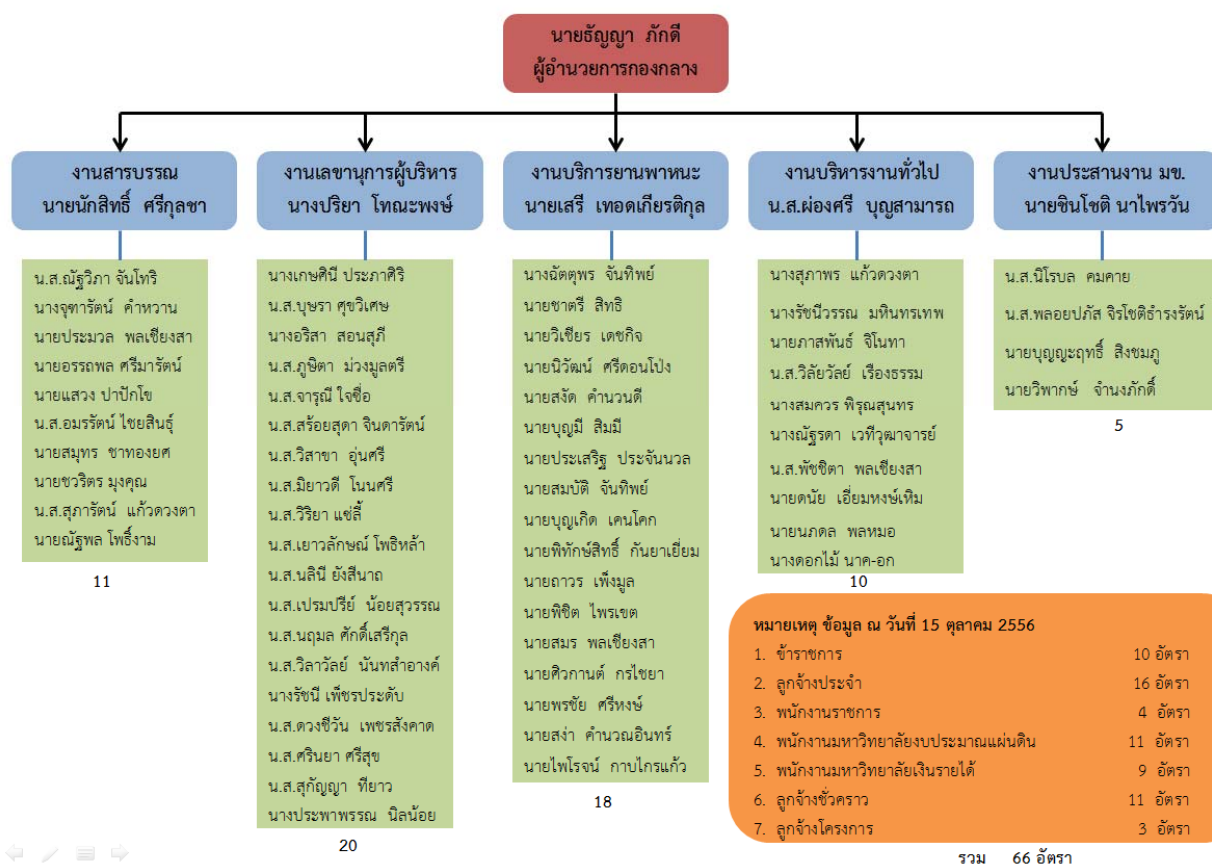 นายธัญญา ภักดี
ผู้อำนวยการกองกลาง
งานสารบรรณ
นายนักสิทธิ์ ศรีกุลชา
งานเลขานุการผู้บริหาร
นางปริยา โทณะพงษ์
งานบริการยานพาหนะ
นายเสรี เทอดเกียรติกุล
งานบริหารงานทั่วไป
น.ส.ผ่องศรี บุญสามารถ
งานประสานงาน มข.
นายชินโชติ นาไพรวัน
น.ส.ณัฐวิภา จันโทริ
นางจุฑารัตน์ คำหวาน
นายประมวล พลเชียงสา
นายอรรถพล ศรีมารัตน์
นายแสวง ปาปักโข
น.ส.อมรรัตน์ ไชยสินธุ์
นายสมุทร ชาทองยศ
นายชวริตร มุงคุณ
น.ส.สุภารัตน์ แก้วดวงตา
นายณัฐพล โพธิ์งาม
11
นางเกษศินี ประภาศิริ
น.ส.บุษรา ศุขวิเศษ
นางอริสา สอนสุภี
น.ส.ภูษิตา ม่วงมูลตรี
น.ส.จารุณี ใจซื่อ
น.ส.สร้อยสุดา จินดารัตน์
น.ส.วิสาขา อุ่นศรี
น.ส.มิยาวดี โนนศรี
น.ส.วิริยา แซ่ลี้
น.ส.เยาวลักษณ์ โพธิหล้า
น.ส.นลินี ยังสีนาถ
น.ส.เปรมปรีย์ น้อยสุวรรณ
น.ส.นฤมล ศักดิ์เสรีกุล
น.ส.วิลาวัลย์ นันทสำอางค์
นางรัชนี เพ็ชรประดับ
น.ส.ดวงชีวัน เพชรสังคาด
น.ส.ศรินยา ศรีสุข
น.ส.สุกัญญา ทียาว
นางประพาพรรณ นิลน้อย
20
นางฉัตตุพร จันทิพย์
นายชาตรี สิทธิ
นายวิเชียร เดชกิจ
นายนิวัฒน์ ศรีดอนโป่ง
นายสงัด คำนวนดี
นายบุญมี สิมมี
นายประเสริฐ ประจันนวล
นายสมบัติ จันทิพย์
นายบุญเกิด เคนโคก
นายพิทักษ์สิทธิ์ กันยาเยี่ยม
นายถาวร เพ็งมูล
นายพิชิต ไพรเขต
นายสมร พลเชียงสา
นายศิวกานต์ กรไชยา
นายพรชัย ศรีหงษ์
นายสง่า คำนวณอินทร์
นายไพโรจน์ กาบไกรแก้ว
18
นางสุภาพร แก้วดวงตา
นางรัชนีวรรณ มหินทรเทพ
นายภาสพันธ์ จิโนทา
น.ส.วิลัยวัลย์ เรืองธรรม
นางสมควร พิรุณสุนทร
นางณัฐรดา เวทีวุฒาจารย์
น.ส.พัชชิตา พลเชียงสา
นายดนัย เอี่ยมหงษ์เหิม
นายนภดล พลหมอ
นางดอกไม้ นาค-อก
10
น.ส.นิโรบล คมคาย
น.ส.พลอยปภัส จิรโชติธำรงรัตน์
นายบุญญะฤทธิ์ สิงชมภู
นายวิพากษ์ จำนงภักดิ์
5
หมายเหตุ ข้อมูล ณ วันที่ 15 ตุลาคม 2556
1. ข้าราชการ 10 อัตรา
2. ลูกจ้างประจำ 16 อัตรา
3. พนักงานราชการ 4 อัตรา
4. พนักงานมหาวิทยาลัยงบประมาณแผ่นดิน 11 อัตรา
5. พนักงานมหาวิทยาลัยเงินรายได้ 9 อัตรา
6. ลูกจ้างชั่วคราว 11 อัตรา
7. ลูกจ้างโครงการ 3 อัตรา
รวม 66 อัตรา